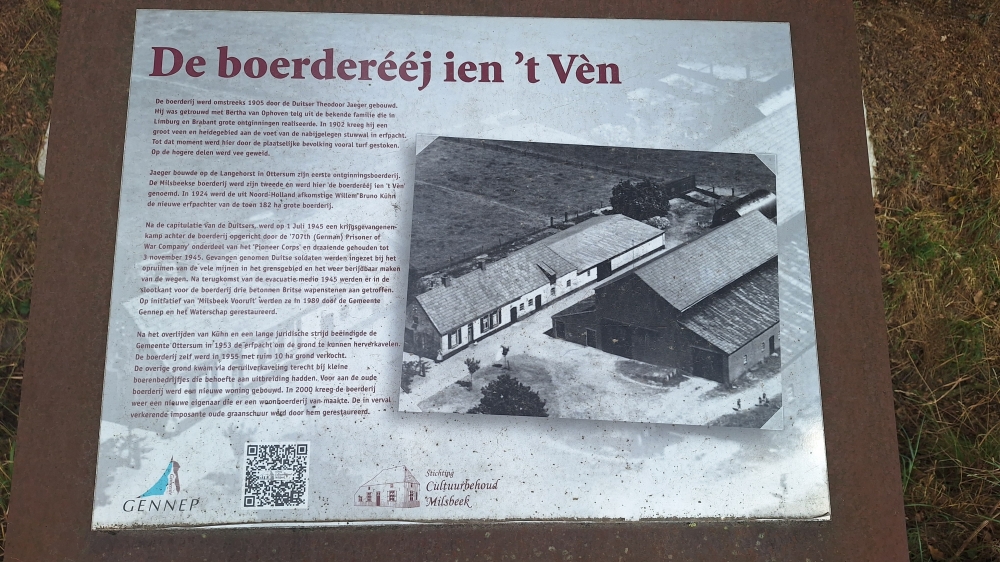 De boerderééj ien 't Vèn
De boerderij werd omstreeks 1905 door de Duitser Theodoor Jaeger gebouwd.
Hij was getrouwd met Bertha van Ophoven telg uit de bekende familie die in
Limburg en Brabant grote ontginningen realiseerde. In 1902 kreeg hij een
groot veen en heidegebied aan de voet van de nabijgelegen stuwwal in erfpacht.
Tot dat moment werd hier door de plaatselijke bevolking vooral turf gestoken.
Op de hogere delen werd vee geweid.
Jaeger bouwde op de Langehorst in Ottersum zijn eerste ontginningsboerderij.
De Milsbeekse boerderij werd zijn tweede en werd hier 'de boerderééj ien 't Vèn'
genoemd. In 1924 werd de uit Noord-Holland afkomstige Willem Bruno Kühn
de nieuwe erfpachter van de toen 182 ha grote boerderij.
Na de capitulatie van de Duitsers, werd op 1 Juli 1945 een krijgsgevangenen-
kamp achter de boerderij opgericht door de '707th (German) Prisoner of
War Company' onderdeel van het 'Pioneer Corps' en draaiende gehouden tot
3 november 1945. Gevangen genomen Duitse soldaten werden ingezet bij het
opruimen van de vele mijnen in het grensgebied en het weer berijdbaar maken
van de wegen. Na terugkomst van de evacuatie medio 1945 werden er in de
slootkant voor de boerderij drie betonnen Britse wapenstenen aan getroffen.
Op initiatief van 'Milsbeek Vooruit' werden ze in 1989 door de Gemeente
Gennep en het Waterschap gerestaureerd.
Na het overlijden van Kühn en een lange juridische strijd beëindigde de
Gemeente Ottersum in 1953 de erfpacht om de grond te kunnen herverkavelen.
De boerderij zelf werd in 1955 met ruim 10 ha grond verkocht.
De overige grond kwam via de ruilverkaveling terecht bij kleine
boerenbedrijfjes die behoefte aan uitbreiding hadden. Voor aan de oude
boerderij werd een nieuwe woning gebouwd. In 2000 kreeg de boerderij
weer een nieuwe eigenaar die er een woonboerderij van maakte. De in verval
verkerende imposante oude graanschuur werd door hem gerestaureerd.
GENNEP
Stichting
Cultuurbehoud
Milsbeek